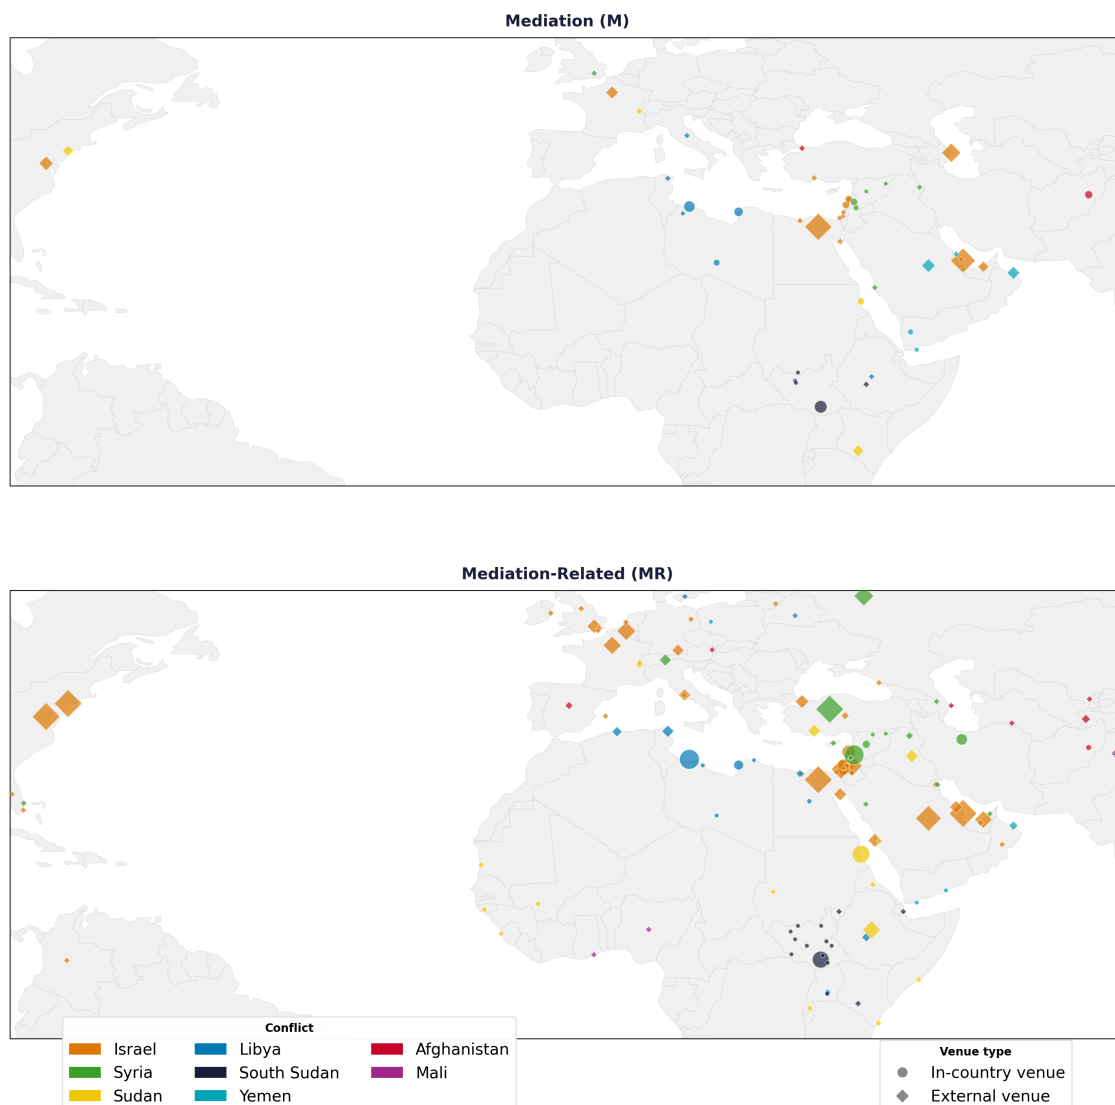 Mediation (M)
Mediation-Related (MR)
Conflict
Israel Libya Afghanistan
Syria South Sudan Mali
Sudan Yemen
Venue type
In-country venue
External venue